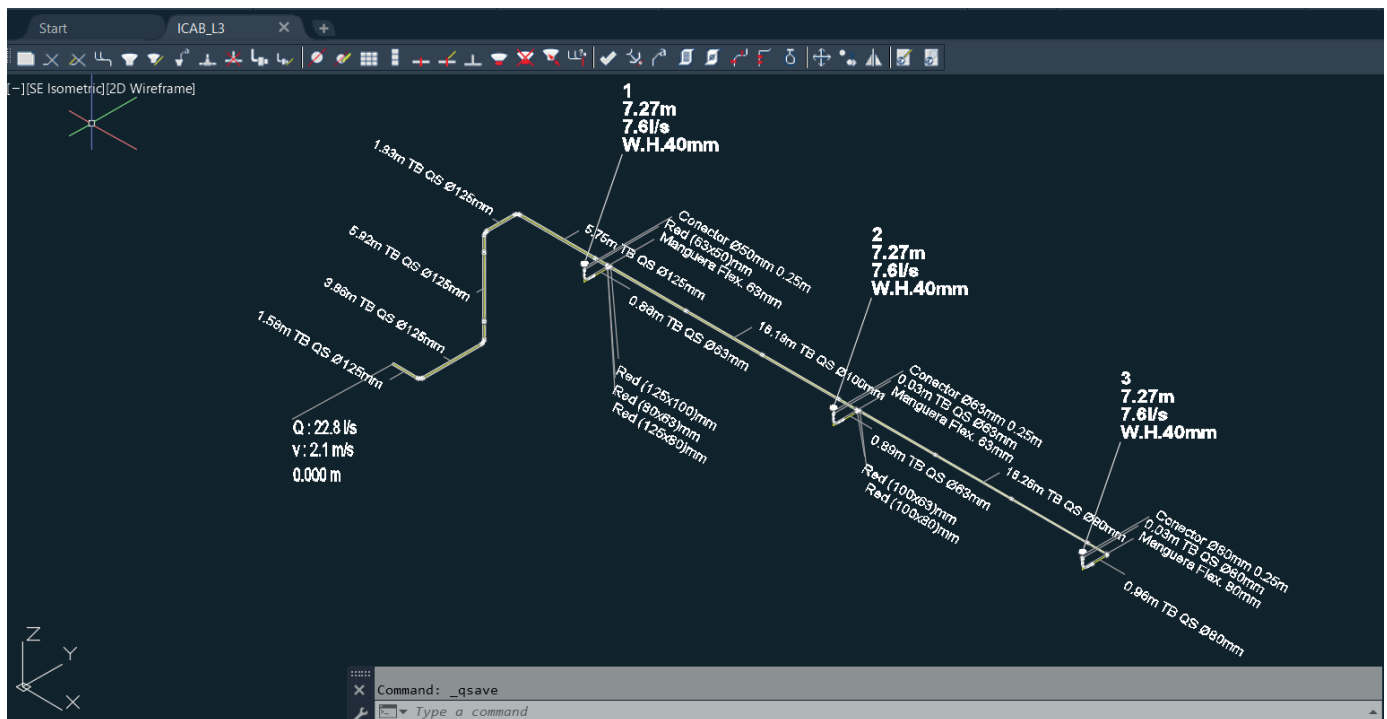 Start
ICAB_L3
[−][SE Isometric][2D Wireframe]
1
7.27m
7.6l/s
W.H.40mm
1.83m TB QS Ø125mm
5.92m TB QS Ø125mm
3.86m TB QS Ø125mm
1.58m TB QS Ø125mm
5.75m TB QS Ø125mm
Conector Ø50mm 0.25m
Red (63x50)mm
Manguera Flex. 63mm
0.86m TB QS Ø63mm
Red (125x100)mm
Red (80x63)mm
Red (125x80)mm
2
7.27m
7.6l/s
W.H.40mm
18.19m TB QS Ø100mm
Conector Ø63mm 0.25m
0.03m TB QS Ø63mm
Manguera Flex. 63mm
0.89m TB QS Ø63mm
Red (100x63)mm
Red (100x80)mm
3
7.27m
7.6l/s
W.H.40mm
18.26m TB QS Ø80mm
Conector Ø80mm 0.25m
0.03m TB QS Ø80mm
Manguera Flex. 80mm
0.96m TB QS Ø80mm
Q : 22.8 l/s
v : 2.1 m/s
0.000 m
Z
Y
X
Command: _qsave
Type a command